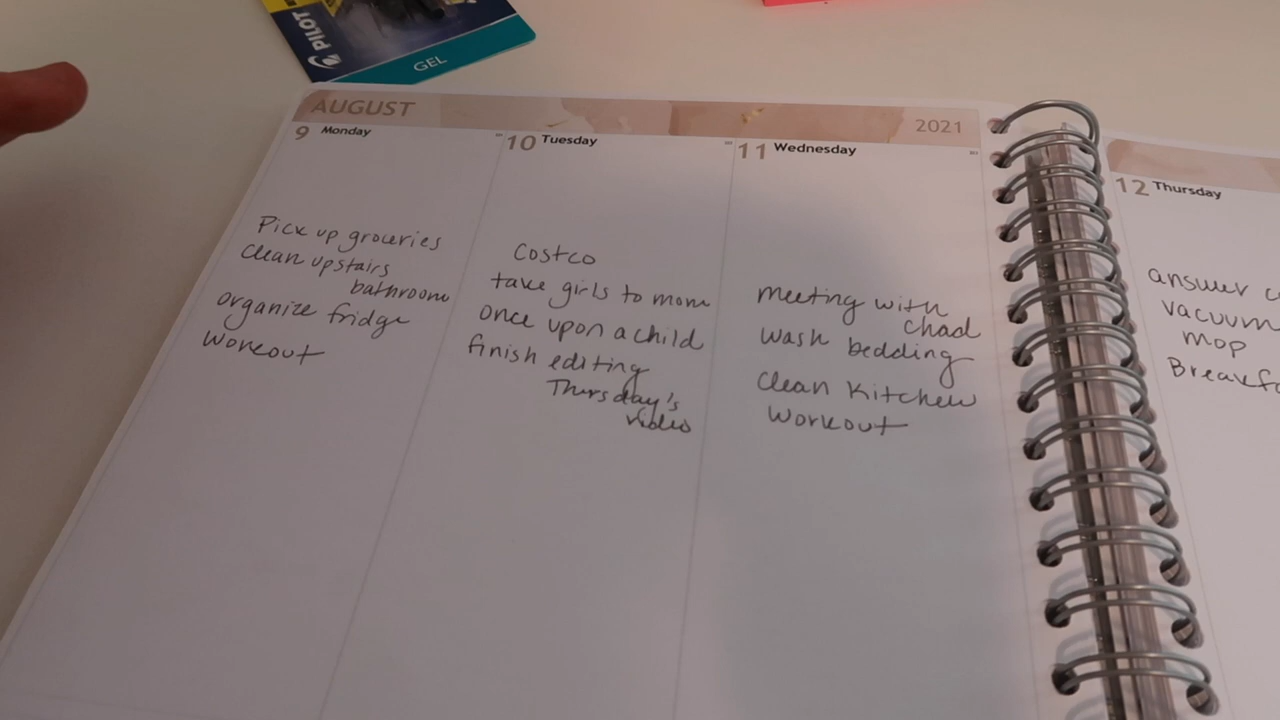 PILOT
GEL
AUGUST
2021
9 Monday
Pick up groceries
Clean upstairs
bathroom
organize fridge
workout
10 Tuesday
Costco
take girls to mom
once upon a child
finish editing
Thursday's
video
11 Wednesday
meeting with
chad
wash bedding
Clean Kitchen
workout
12 Thursday
answer
vacuum
mop